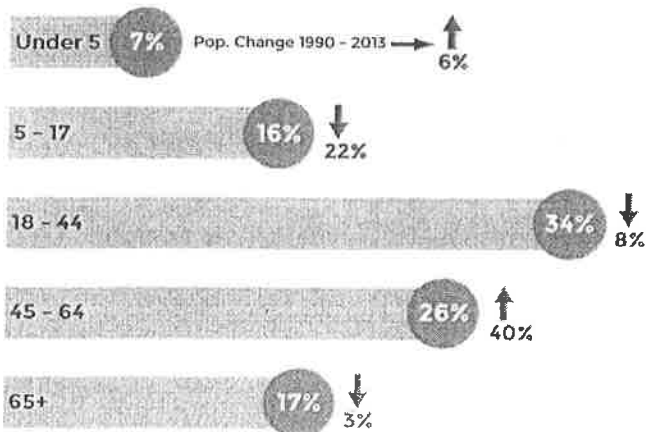 Under 5 7% Pop. Change 1990 - 2013
6%
5 - 17 16%
22%
18 - 44 34%
8%
45 - 64 26%
40%
65+ 17%
3%